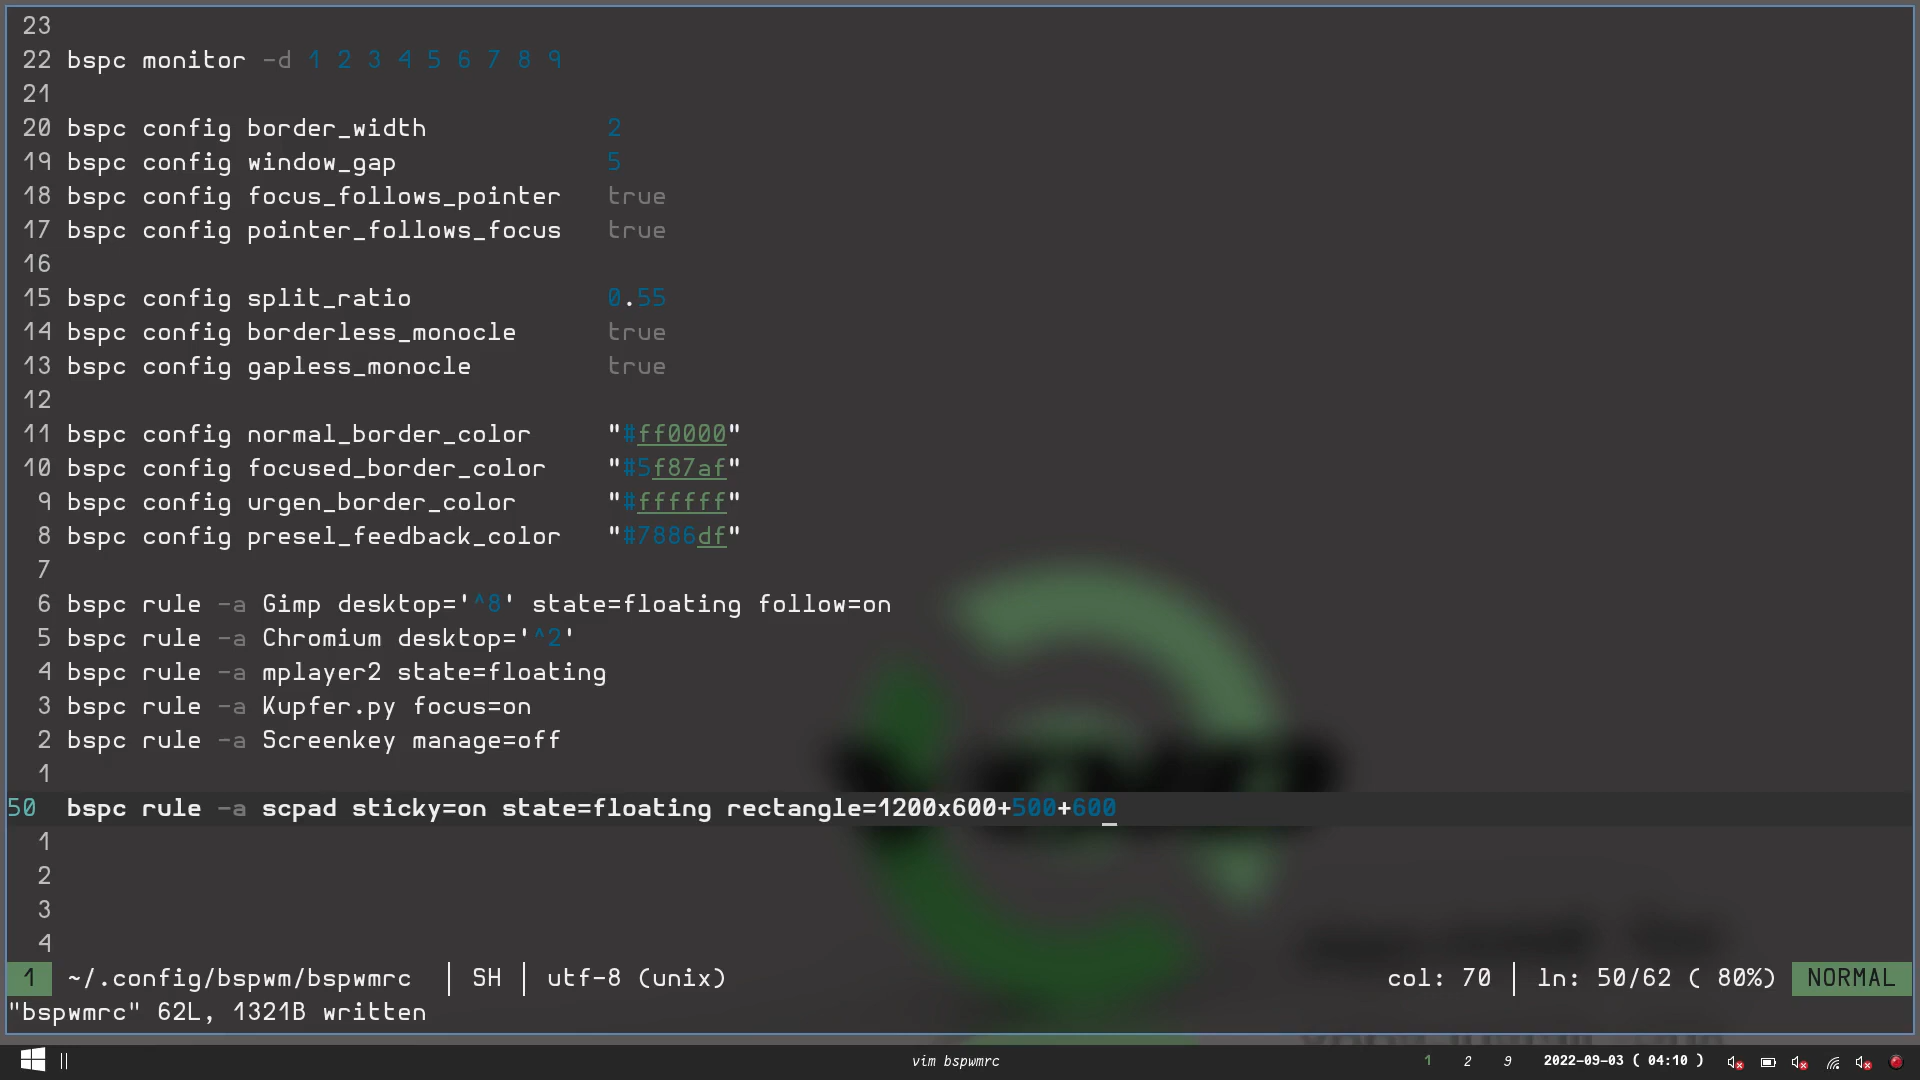 23
22 bspc monitor -d 1 2 3 4 5 6 7 8 9
21
20 bspc config border_width 2
19 bspc config window_gap 5
18 bspc config focus_follows_pointer true
17 bspc config pointer_follows_focus true
16
15 bspc config split_ratio 0.55
14 bspc config borderless_monocle true
13 bspc config gapless_monocle true
12
11 bspc config normal_border_color "#ff0000"
10 bspc config focused_border_color "#5f87af"
9 bspc config urgen_border_color "#ffffff"
8 bspc config presel_feedback_color "#7886df"
7
6 bspc rule -a Gimp desktop='^8' state=floating follow=on
5 bspc rule -a Chromium desktop='^2'
4 bspc rule -a mplayer2 state=floating
3 bspc rule -a Kupfer.py focus=on
2 bspc rule -a Screenkey manage=off
1
50 bspc rule -a scpad sticky=on state=floating rectangle=1200x600+500+600
1
2
3
4
1 ~/.config/bspwm/bspwmrc | SH | utf-8 (unix) col: 70 | ln: 50/62 ( 80%) NORMAL
"bspwmrc" 62L, 1321B written
|| vim bspwmrc 1 2 9 2022-09-03 ( 04:10 )